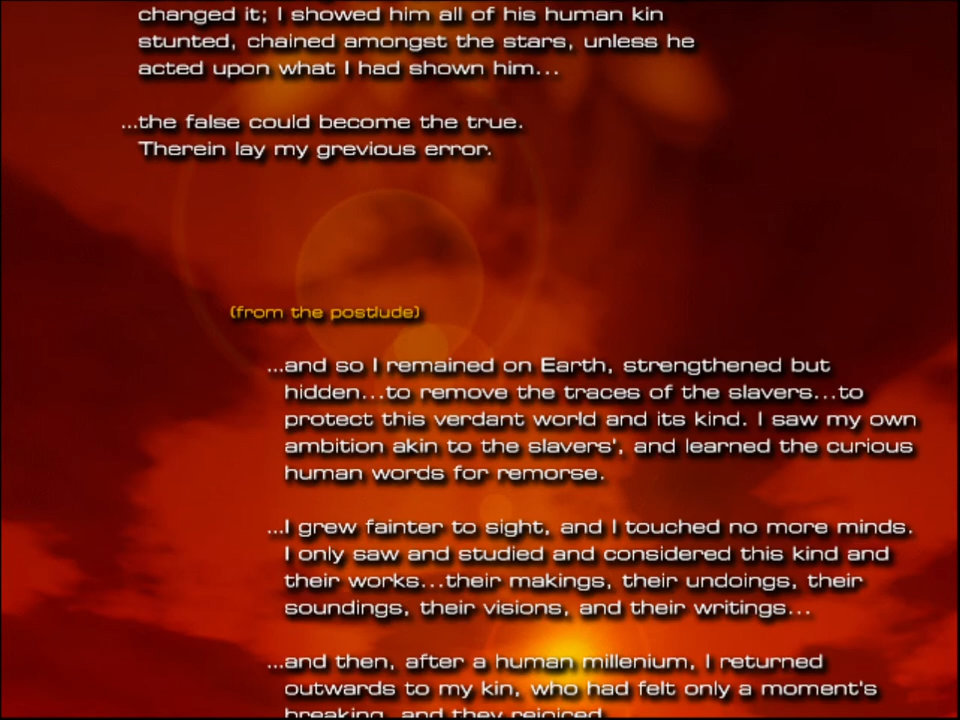 changed it; I showed him all of his human kin
stunted, chained amongst the stars, unless he
acted upon what I had shown him...
...the false could become the true.
Therein lay my grevious error.
(from the postlude)
...and so I remained on Earth, strengthened but
hidden...to remove the traces of the slavers...to
protect this verdant world and its kind. I saw my own
ambition akin to the slavers', and learned the curious
human words for remorse.
...I grew fainter to sight, and I touched no more minds.
I only saw and studied and considered this kind and
their works...their makings, their undoings, their
soundings, their visions, and their writings...
...and then, after a human millenium, I returned
outwards to my kin, who had felt only a moment's
breaking, and they rejoiced